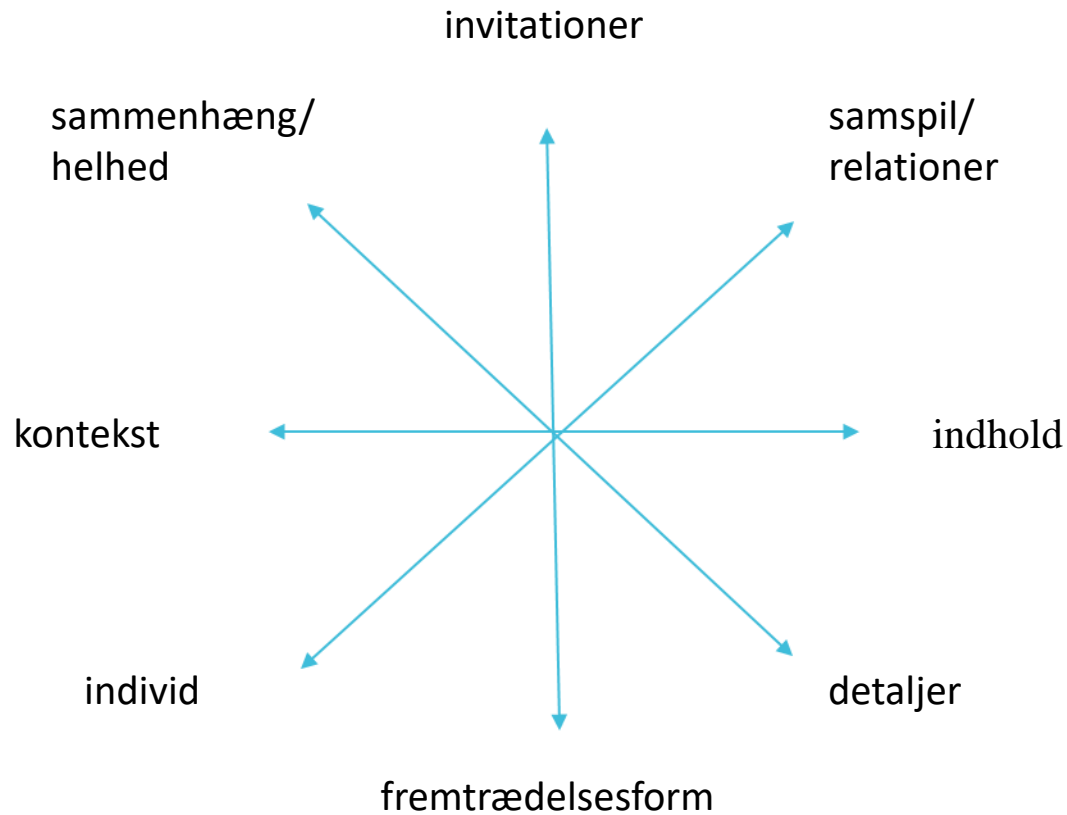 invitationer
sammenhæng/
helhed
samspil/
relationer
kontekst
indhold
individ
detaljer
fremtrædelsesform